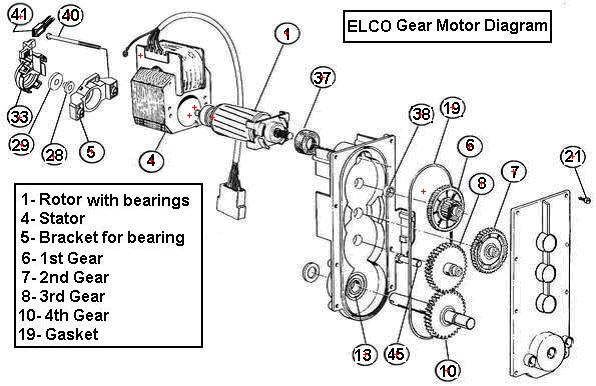 ELCO Gear Motor Diagram
41
40
1
37
38
19
6
8
7
21
33
29
28
5
4
1- Rotor with bearings
4- Stator
5- Bracket for bearing
6- 1st Gear
7- 2nd Gear
8- 3rd Gear
10- 4th Gear
19- Gasket
13
45
10